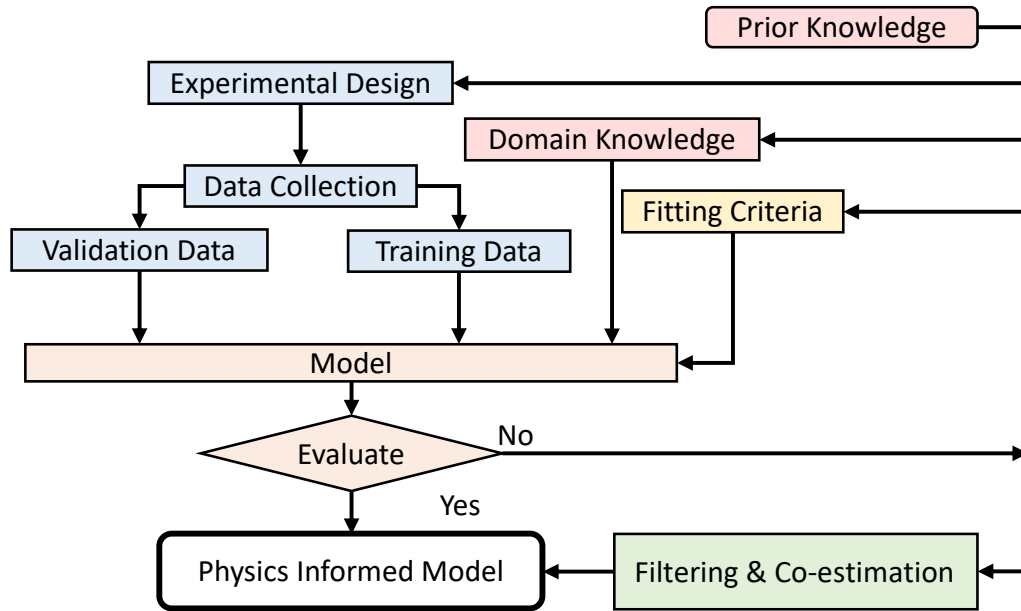 Prior Knowledge
Experimental Design
Domain Knowledge
Data Collection
Fitting Criteria
Validation Data
Training Data
Model
Evaluate
No
Yes
Physics Informed Model
Filtering & Co-estimation